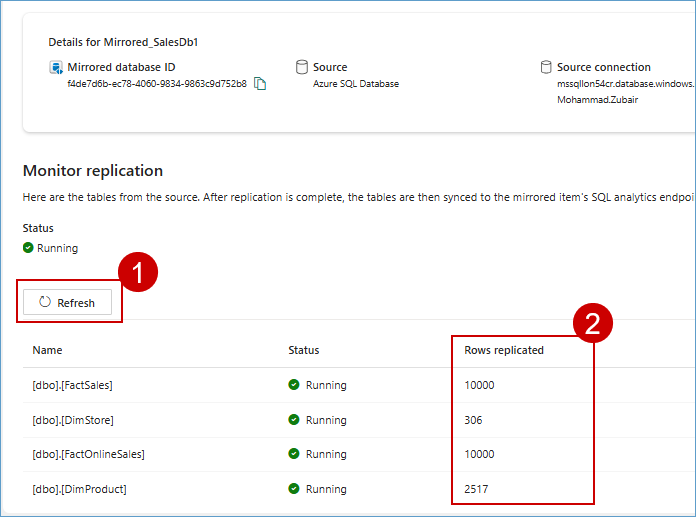 Details for Mirrored_SalesDb1
Mirrored database ID
f4de7d6b-ec78-4060-9834-9863c9d752b8
Source
Azure SQL Database
Source connection
mssqllon54cr.database.windows.
Mohammad.Zubair
Monitor replication
Here are the tables from the source. After replication is complete, the tables are then synced to the mirrored item's SQL analytics endpoi
Status
Running
1
Refresh
2
Name Status Rows replicated
[dbo].[FactSales] Running 10000
[dbo].[DimStore] Running 306
[dbo].[FactOnlineSales] Running 10000
[dbo].[DimProduct] Running 2517